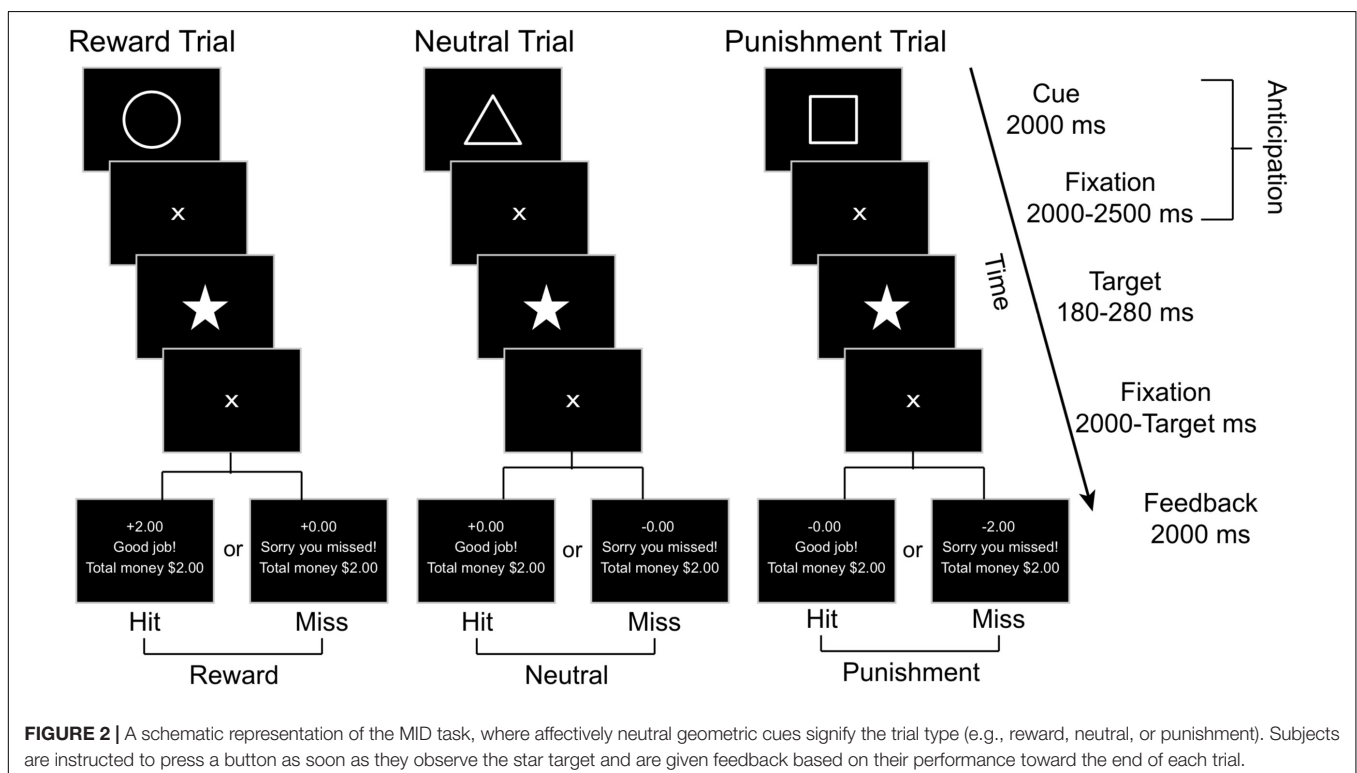 Reward Trial
Neutral Trial
Punishment Trial
Cue
2000 ms
Anticipation
x
x
x
Fixation
2000-2500 ms
Time
Target
180-280 ms
x
x
x
Fixation
2000-Target ms
+2.00
Good job!
Total money $2.00
or
+0.00
Sorry you missed!
Total money $2.00
+0.00
Good job!
Total money $2.00
or
-0.00
Sorry you missed!
Total money $2.00
-0.00
Good job!
Total money $2.00
or
-2.00
Sorry you missed!
Total money $2.00
Feedback
2000 ms
Hit
Miss
Hit
Miss
Hit
Miss
Reward
Neutral
Punishment
FIGURE 2 | A schematic representation of the MID task, where affectively neutral geometric cues signify the trial type (e.g., reward, neutral, or punishment). Subjects
are instructed to press a button as soon as they observe the star target and are given feedback based on their performance toward the end of each trial.